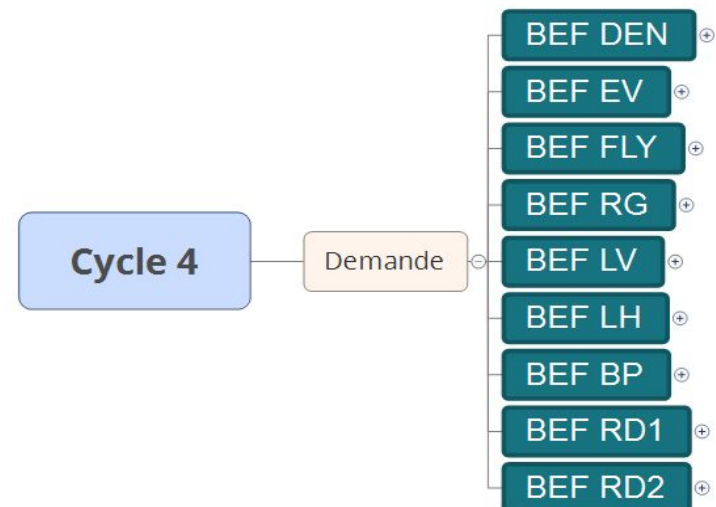 BEF DEN
BEF EV
BEF FLY
BEF RG
Cycle 4
Demande
BEF LV
BEF LH
BEF BP
BEF RD1
BEF RD2